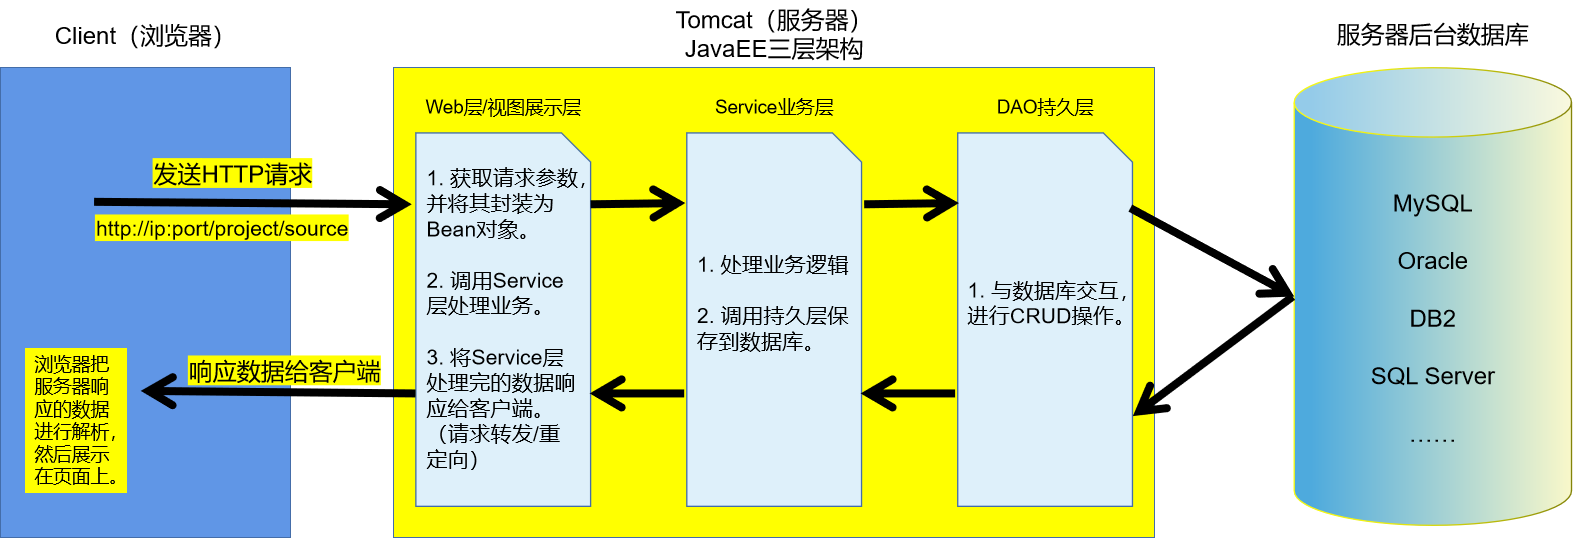 Client（浏览器）
Tomcat（服务器）
JavaEE三层架构
服务器后台数据库
Web层/视图展示层
Service业务层
DAO持久层
发送HTTP请求
http://ip:port/project/source
1. 获取请求参数，
并将其封装为
Bean对象。
2. 调用Service
层处理业务。
3. 将Service层
处理完的数据响
应给客户端。
（请求转发/重
定向）
1. 处理业务逻辑
2. 调用持久层保
存到数据库。
1. 与数据库交互，
进行CRUD操作。
MySQL
Oracle
DB2
SQL Server
……
响应数据给客户端
浏览器把
服务器响
应的数据
进行解析，
然后展示
在页面上。